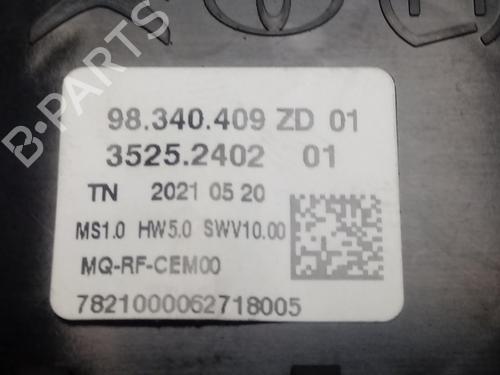 98.340.409 ZD 01
3525.2402 01
TN 2021 05 20
MS1.0 HW5.0 SWV10.00
MQ-RF-CEM00
7821000062718005
B-PARTS